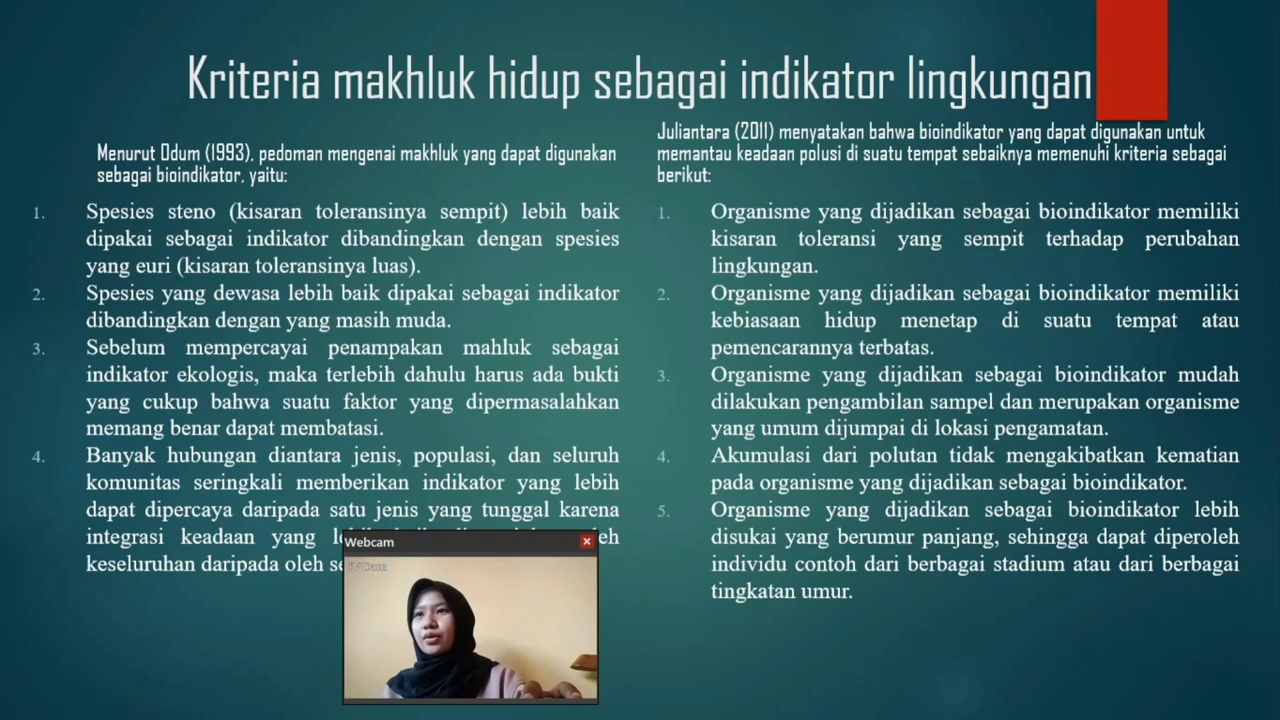 Kriteria makhluk hidup sebagai indikator lingkungan
Menurut Odum (1993), pedoman mengenai makhluk yang dapat digunakan
sebagai bioindikator, yaitu:
1. Spesies steno (kisaran toleransinya sempit) lebih baik
dipakai sebagai indikator dibandingkan dengan spesies
yang euri (kisaran toleransinya luas).
2. Spesies yang dewasa lebih baik dipakai sebagai indikator
dibandingkan dengan yang masih muda.
3. Sebelum mempercayai penampakan mahluk sebagai
indikator ekologis, maka terlebih dahulu harus ada bukti
yang cukup bahwa suatu faktor yang dipermasalahkan
memang benar dapat membatasi.
4. Banyak hubungan diantara jenis, populasi, dan seluruh
komunitas seringkali memberikan indikator yang lebih
dapat dipercaya daripada satu jenis yang tunggal karena
integrasi keadaan yang
keseluruhan daripada oleh
Juliantara (2011) menyatakan bahwa bioindikator yang dapat digunakan untuk
memantau keadaan polusi di suatu tempat sebaiknya memenuhi kriteria sebagai
berikut:
1. Organisme yang dijadikan sebagai bioindikator memiliki
kisaran toleransi yang sempit terhadap perubahan
lingkungan.
2. Organisme yang dijadikan sebagai bioindikator memiliki
kebiasaan hidup menetap di suatu tempat atau
pemencarannya terbatas.
3. Organisme yang dijadikan sebagai bioindikator mudah
dilakukan pengambilan sampel dan merupakan organisme
yang umum dijumpai di lokasi pengamatan.
4. Akumulasi dari polutan tidak mengakibatkan kematian
pada organisme yang dijadikan sebagai bioindikator.
5. Organisme yang dijadikan sebagai bioindikator lebih
disukai yang berumur panjang, sehingga dapat diperoleh
individu contoh dari berbagai stadium atau dari berbagai
tingkatan umur.
Webcam
iVCam